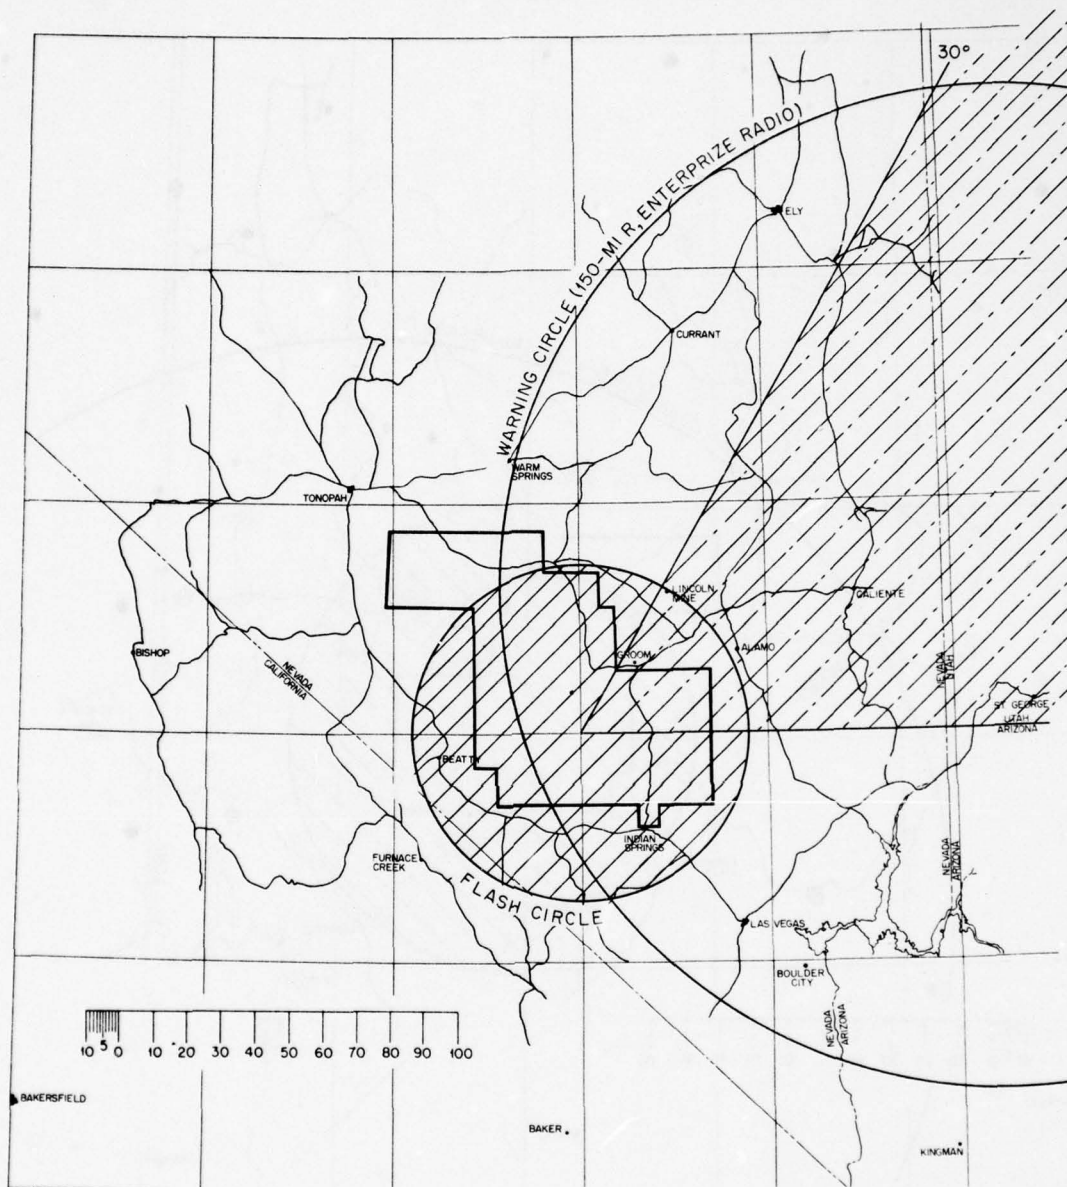 30°
WARNING CIRCLE (150-MI R, ENTERPRIZE RADIO)
ELY
CURRANT
WARM
SPRINGS
TONOPAH
LINCOLN
MINE
CALIENTE
BISHOP
GROOM
ALAMO
NEVADA
CALIFORNIA
NEVADA
UTAH
ST GEORGE
UTAH
ARIZONA
BEATTY
INDIAN
SPRINGS
FURNACE
CREEK
FLASH CIRCLE
NEVADA
ARIZONA
LAS VEGAS
BOULDER
CITY
NEVADA
ARIZONA
10 5 0 10 20 30 40 50 60 70 80 90 100
BAKERSFIELD
BAKER
KINGMAN